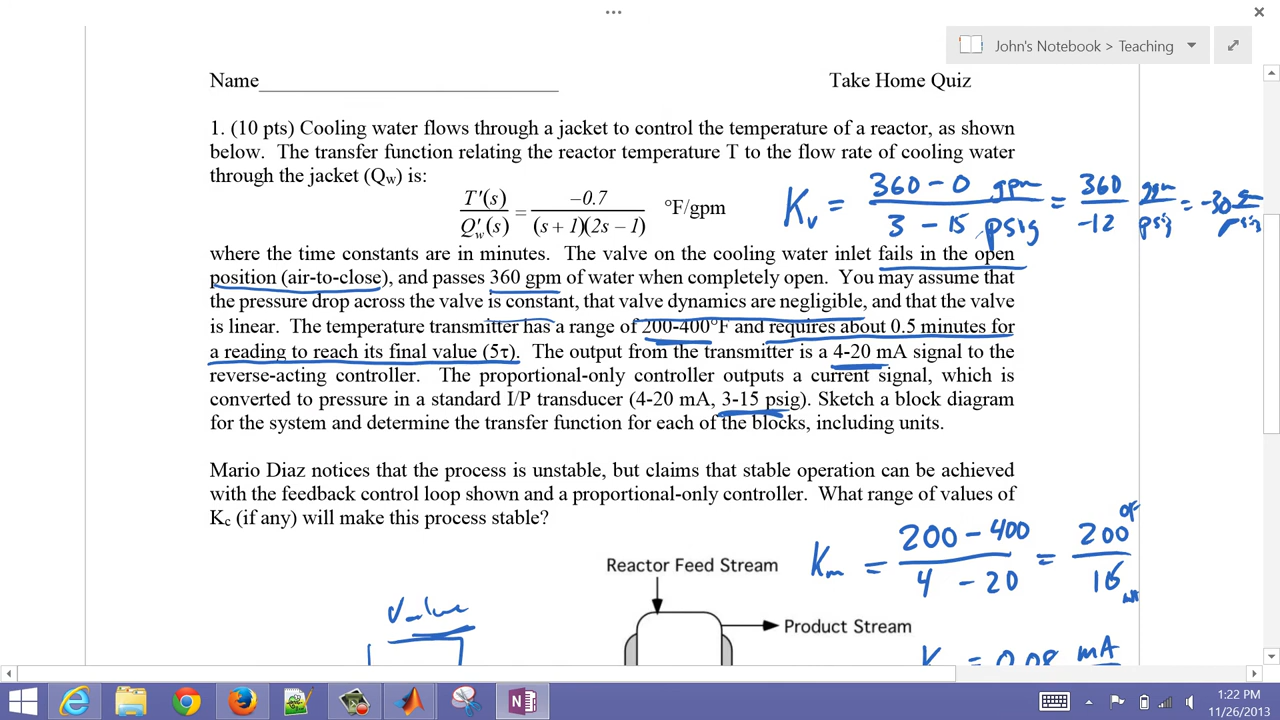 John's Notebook > Teaching
Name
Take Home Quiz
1. (10 pts) Cooling water flows through a jacket to control the temperature of a reactor, as shown
below. The transfer function relating the reactor temperature T to the flow rate of cooling water
through the jacket (Qw) is:
T'(s) / Q'w(s) = −0.7 / (s + 1)(2s − 1) °F/gpm
Kv = 360 − 0 gpm / 3 − 15 psig = 360 / -12 gpm / psig = -30
where the time constants are in minutes. The valve on the cooling water inlet fails in the open
position (air-to-close), and passes 360 gpm of water when completely open. You may assume that
the pressure drop across the valve is constant, that valve dynamics are negligible, and that the valve
is linear. The temperature transmitter has a range of 200-400°F and requires about 0.5 minutes for
a reading to reach its final value (5τ). The output from the transmitter is a 4-20 mA signal to the
reverse-acting controller. The proportional-only controller outputs a current signal, which is
converted to pressure in a standard I/P transducer (4-20 mA, 3-15 psig). Sketch a block diagram
for the system and determine the transfer function for each of the blocks, including units.
Mario Diaz notices that the process is unstable, but claims that stable operation can be achieved
with the feedback control loop shown and a proportional-only controller. What range of values of
Kc (if any) will make this process stable?
Km = 200 − 400 / 4 − 20 = 200 °F / 16
Reactor Feed Stream
Valve
Product Stream
= 0.08 mA
1:22 PM
11/26/2013